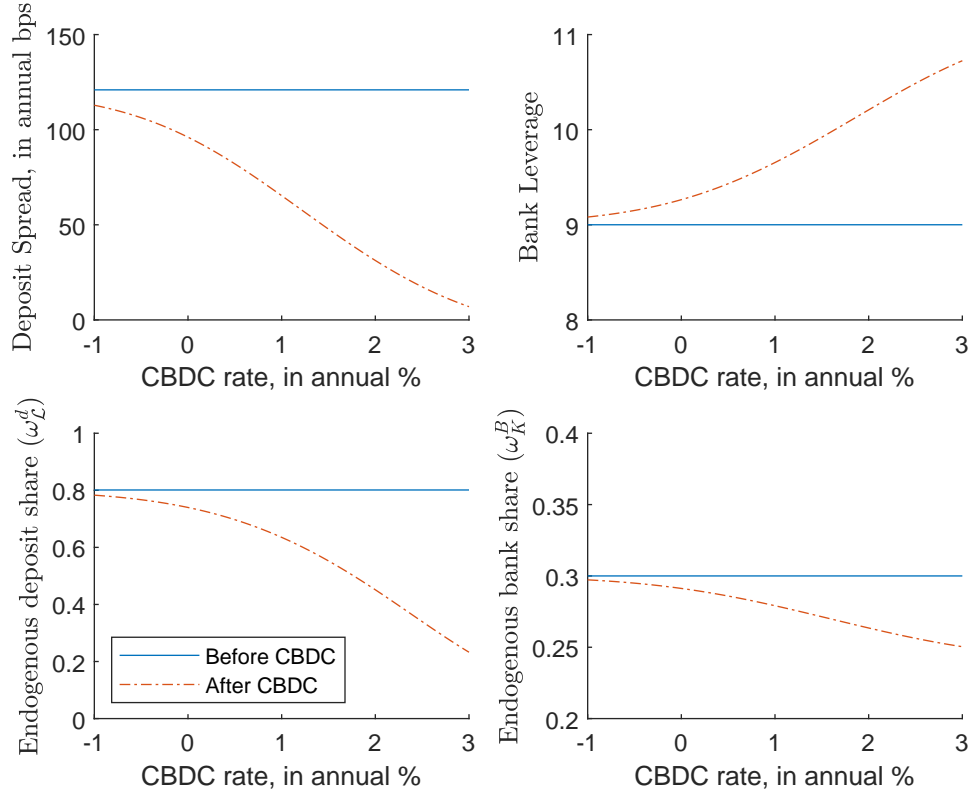 Deposit Spread, in annual bps
150
100
50
0
-1 0 1 2 3
CBDC rate, in annual %
Bank Leverage
11
10
9
8
-1 0 1 2 3
CBDC rate, in annual %
Endogenous deposit share (ω_ℒ^d)
1
0.8
0.6
0.4
0.2
0
Before CBDC
After CBDC
-1 0 1 2 3
CBDC rate, in annual %
Endogenous bank share (ω_K^B)
0.4
0.35
0.3
0.25
0.2
-1 0 1 2 3
CBDC rate, in annual %